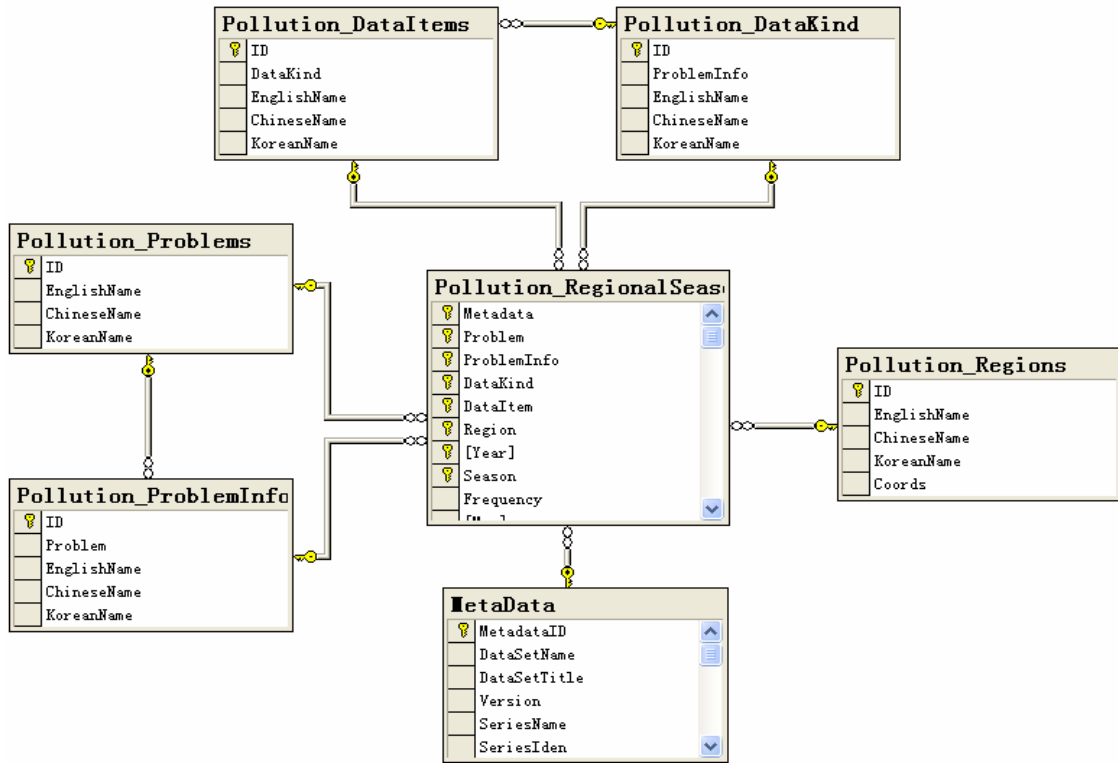 Pollution_DataItems
ID
DataKind
EnglishName
ChineseName
KoreanName
Pollution_DataKind
ID
ProblemInfo
EnglishName
ChineseName
KoreanName
Pollution_Problems
ID
EnglishName
ChineseName
KoreanName
Pollution_RegionalSeas
Metadata
Problem
ProblemInfo
DataKind
DataItem
Region
[Year]
Season
Frequency
Pollution_Regions
ID
EnglishName
ChineseName
KoreanName
Coords
Pollution_ProblemInfo
ID
Problem
EnglishName
ChineseName
KoreanName
MetaData
MetadataID
DataSetName
DataSetTitle
Version
SeriesName
SeriesIden